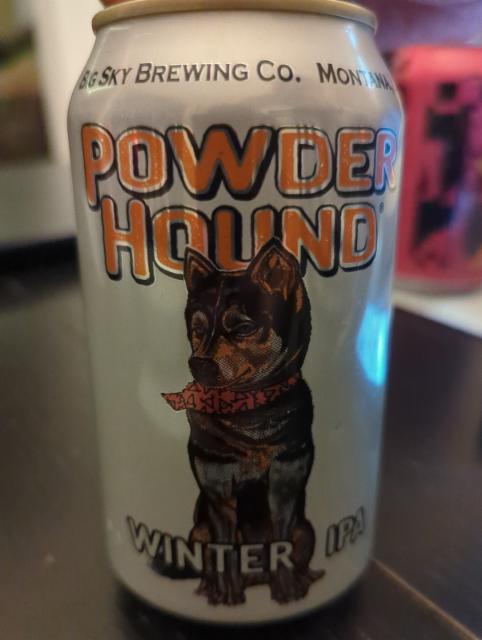 BIG SKY BREWING CO. MONTANA
POWDER
HOUND®
WINTER IPA